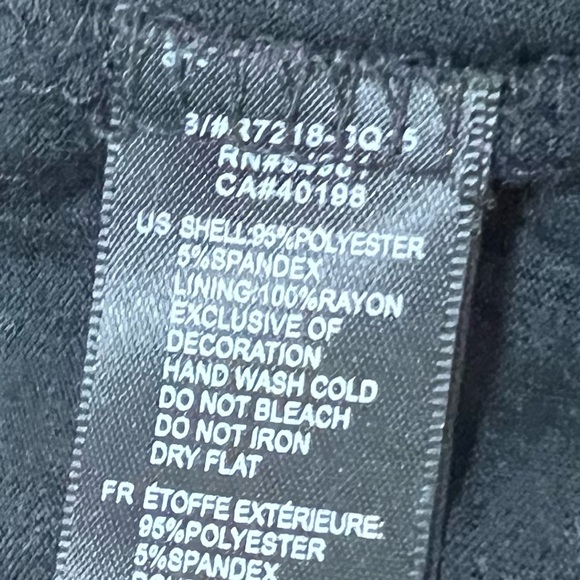 CA#40198
US SHELL:95%POLYESTER
5%SPANDEX
LINING:100%RAYON
EXCLUSIVE OF
DECORATION
HAND WASH COLD
DO NOT BLEACH
DO NOT IRON
DRY FLAT
FR ÉTOFFE EXTÉRIEURE:
95%POLYESTER
5%SPANDEX